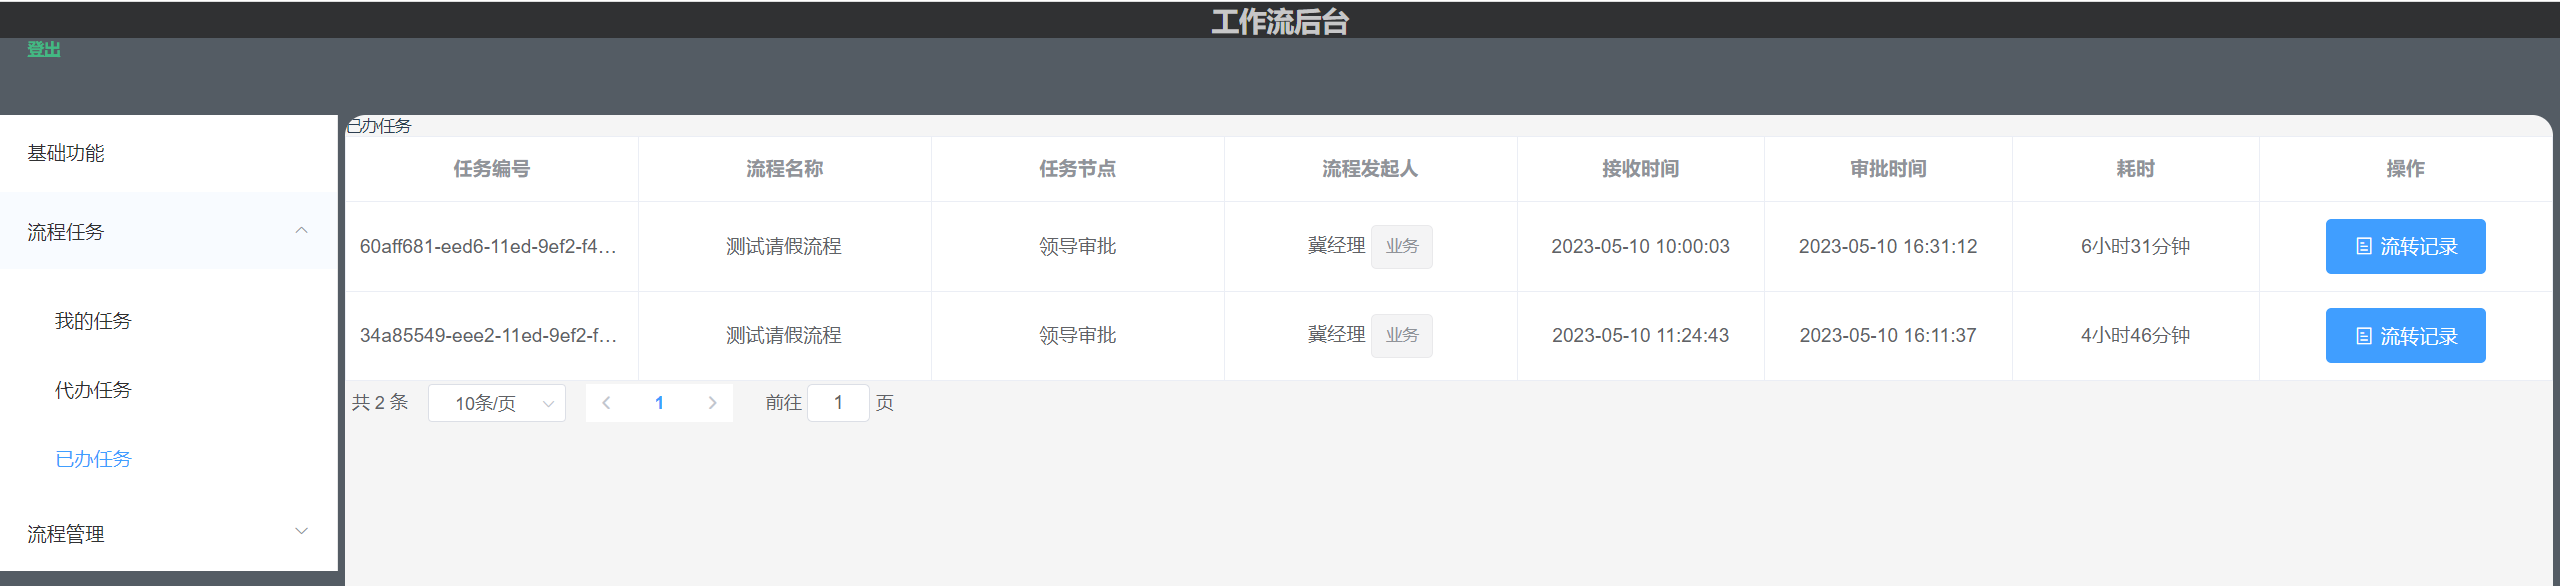 工作流后台
登出
基础功能
流程任务
我的任务
代办任务
已办任务
流程管理
已办任务
任务编号 流程名称 任务节点 流程发起人 接收时间 审批时间 耗时 操作
60aff681-eed6-11ed-9ef2-f4... 测试请假流程 领导审批 冀经理 业务 2023-05-10 10:00:03 2023-05-10 16:31:12 6小时31分钟 流转记录
34a85549-eee2-11ed-9ef2-f... 测试请假流程 领导审批 冀经理 业务 2023-05-10 11:24:43 2023-05-10 16:11:37 4小时46分钟 流转记录
共 2 条 10条/页 1 前往 1 页